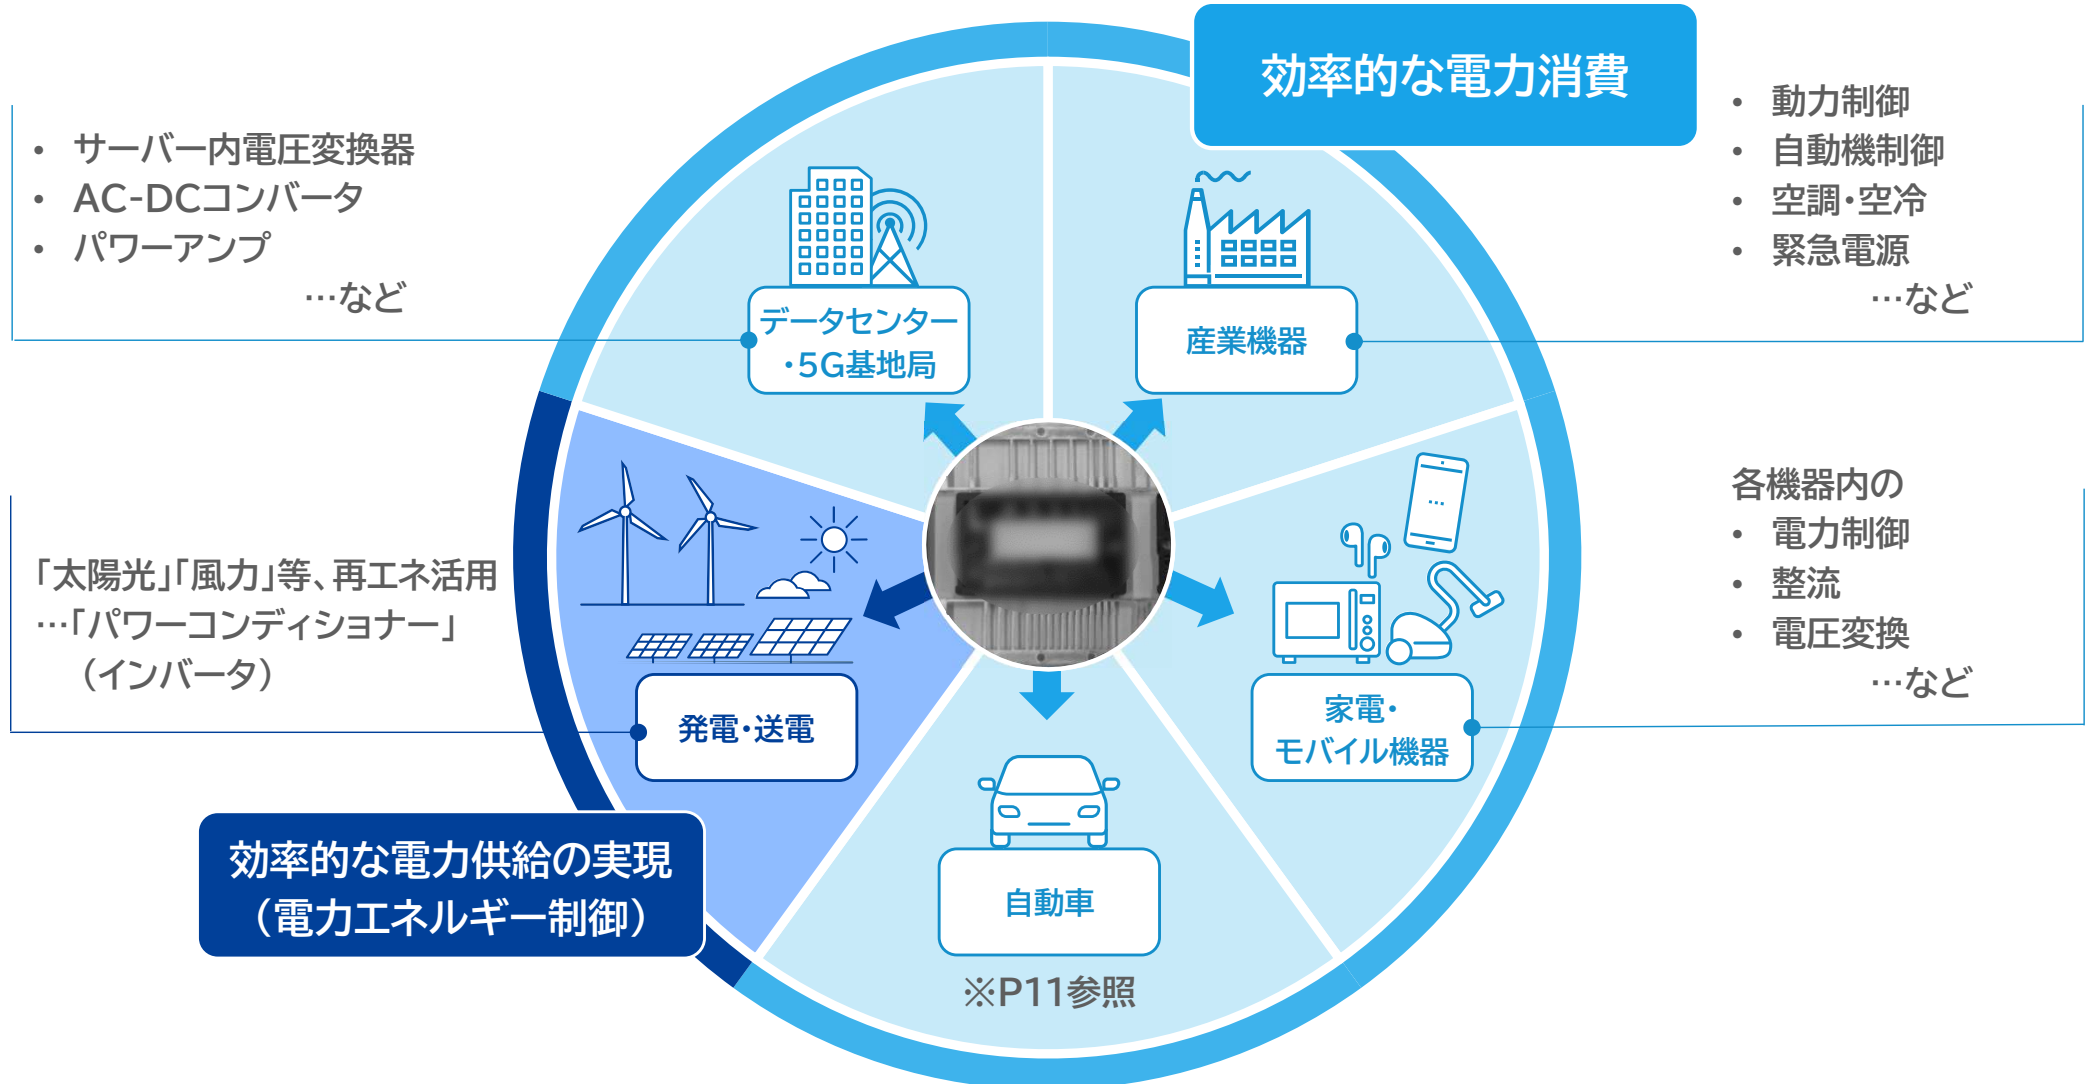 効率的な電力消費
• サーバー内電圧変換器
• AC-DCコンバータ
• パワーアンプ
…など
データセンター
・5G基地局
• 動力制御
• 自動機制御
• 空調・空冷
• 緊急電源
…など
産業機器
「太陽光」「風力」等、再エネ活用
…「パワーコンディショナー」
（インバータ）
発電・送電
各機器内の
• 電力制御
• 整流
• 電圧変換
…など
家電・
モバイル機器
効率的な電力供給の実現
（電力エネルギー制御）
自動車
※P11参照